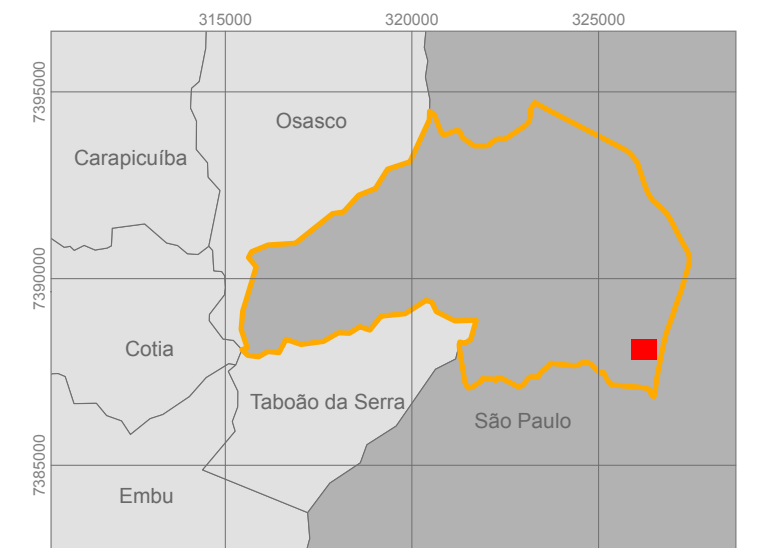 315000
320000
325000
7395000
Osasco
Carapicuíba
7390000
Cotia
Taboão da Serra
São Paulo
7385000
Embu